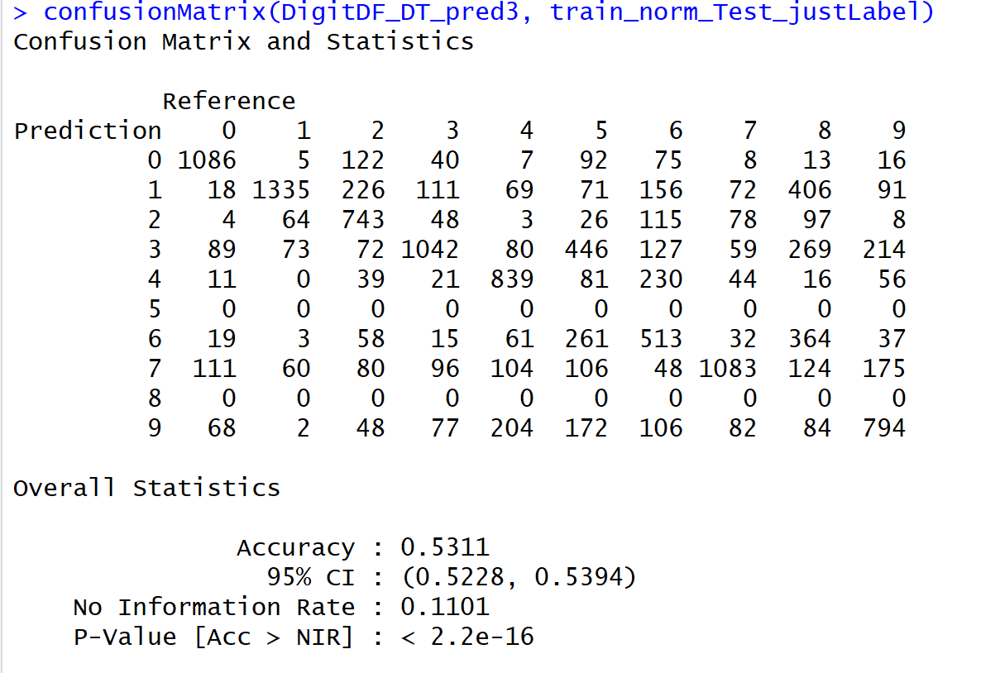 > confusionMatrix(DigitDF_DT_pred3, train_norm_Test_justLabel)
Confusion Matrix and Statistics
Reference
Prediction 0 1 2 3 4 5 6 7 8 9
0 1086 5 122 40 7 92 75 8 13 16
1 18 1335 226 111 69 71 156 72 406 91
2 4 64 743 48 3 26 115 78 97 8
3 89 73 72 1042 80 446 127 59 269 214
4 11 0 39 21 839 81 230 44 16 56
5 0 0 0 0 0 0 0 0 0 0
6 19 3 58 15 61 261 513 32 364 37
7 111 60 80 96 104 106 48 1083 124 175
8 0 0 0 0 0 0 0 0 0 0
9 68 2 48 77 204 172 106 82 84 794
Overall Statistics
Accuracy : 0.5311
95% CI : (0.5228, 0.5394)
No Information Rate : 0.1101
P-Value [Acc > NIR] : < 2.2e-16